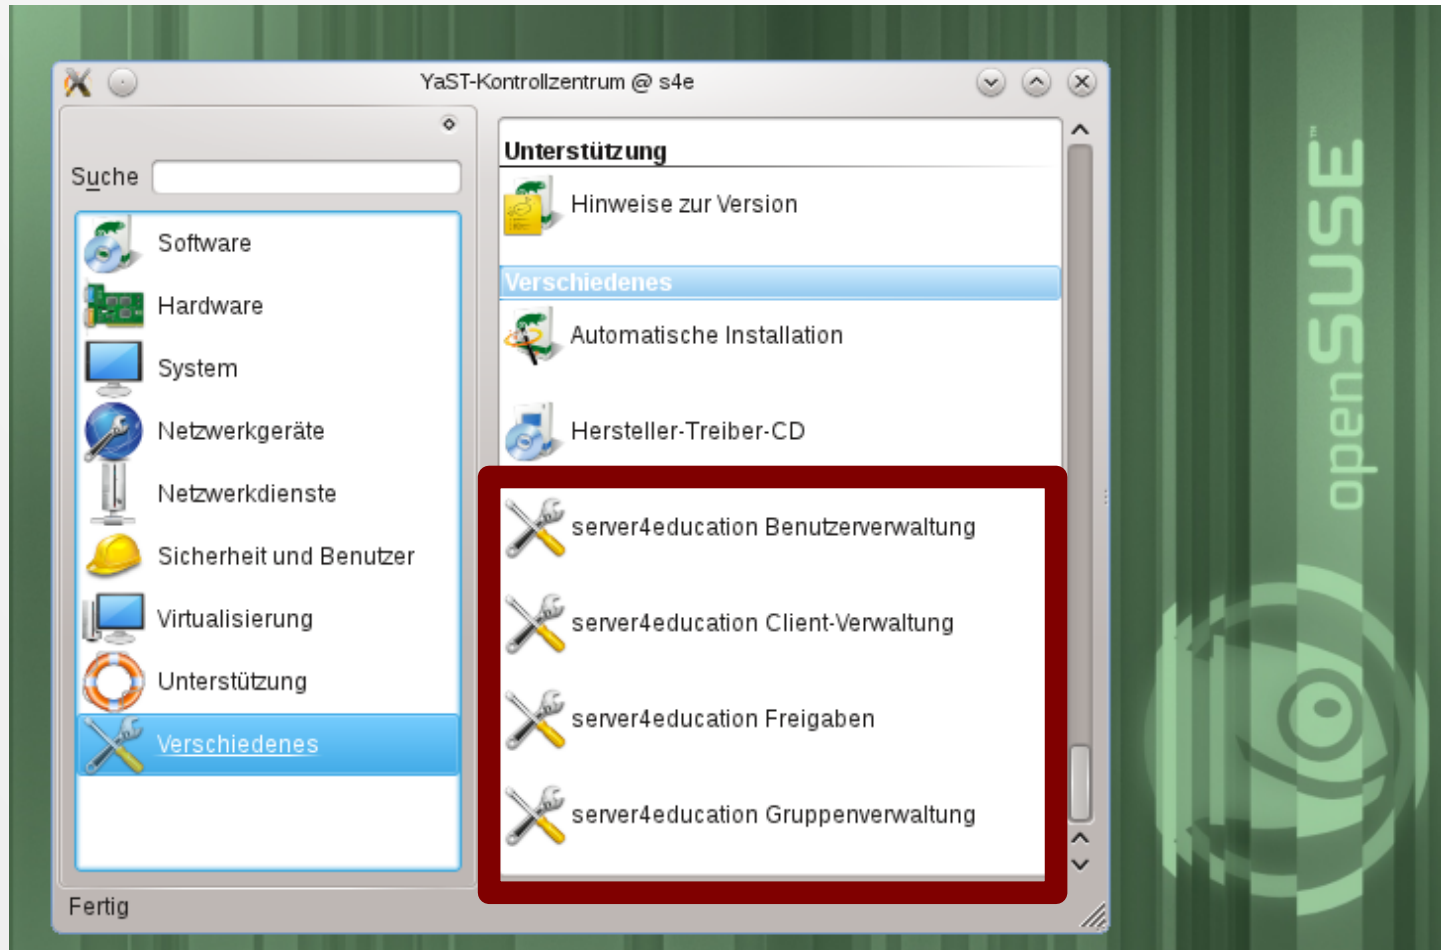 YaST-Kontrollzentrum @ s4e
Suche
Software
Hardware
System
Netzwerkgeräte
Netzwerkdienste
Sicherheit und Benutzer
Virtualisierung
Unterstützung
Verschiedenes
Unterstützung
Hinweise zur Version
Verschiedenes
Automatische Installation
Hersteller-Treiber-CD
server4education Benutzerverwaltung
server4education Client-Verwaltung
server4education Freigaben
server4education Gruppenverwaltung
Fertig
openSUSE™